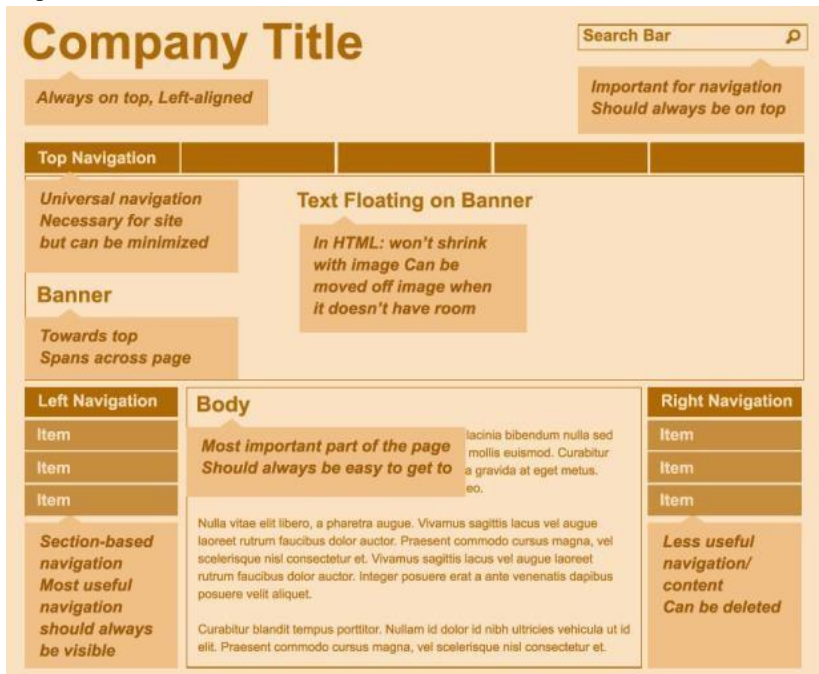 Company Title
Search Bar
Always on top, Left-aligned
Important for navigation
Should always be on top
Top Navigation
Universal navigation
Necessary for site
but can be minimized
Text Floating on Banner
In HTML: won't shrink
with image Can be
moved off image when
it doesn't have room
Banner
Towards top
Spans across page
Left Navigation
Item
Item
Item
Section-based
navigation
Most useful
navigation
should always
be visible
Body
Most important part of the page
Should always be easy to get to
lacinia bibendum nulla sed
mollis euismod. Curabitur
a gravida at eget metus.
eo.
Nulla vitae elit libero, a pharetra augue. Vivamus sagittis lacus vel augue
laoreet rutrum faucibus dolor auctor. Praesent commodo cursus magna, vel
scelerisque nisl consectetur et. Vivamus sagittis lacus vel augue laoreet
rutrum faucibus dolor auctor. Integer posuere erat a ante venenatis dapibus
posuere velit aliquet.
Curabitur blandit tempus porttitor. Nullam id dolor id nibh ultricies vehicula ut id
elit. Praesent commodo cursus magna, vel scelerisque nisl consectetur et.
Right Navigation
Item
Item
Item
Less useful
navigation/
content
Can be deleted